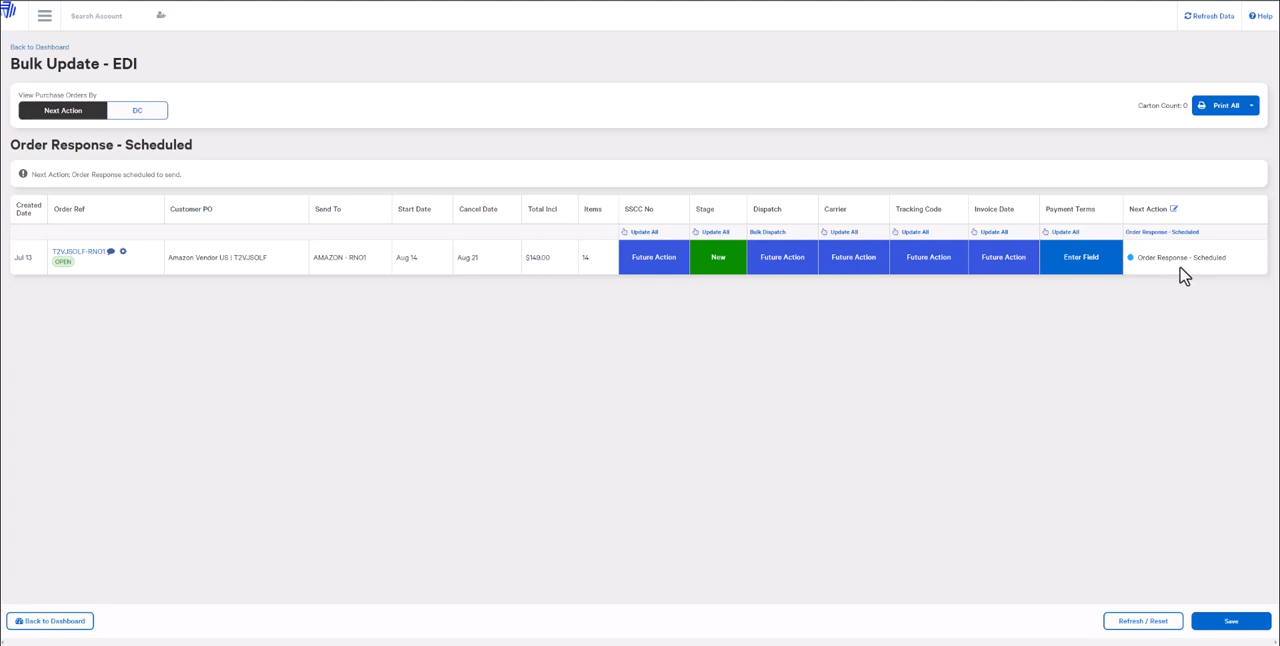 Search Account
Refresh Data
Help
Back to Dashboard
Bulk Update - EDI
View Purchase Orders By
Next Action
DC
Carton Count: 0
Print All
Order Response - Scheduled
Next Action: Order Response scheduled to send.
Created Date
Order Ref
Customer PO
Send To
Start Date
Cancel Date
Total Incl
Items
SSCC No
Stage
Dispatch
Carrier
Tracking Code
Invoice Date
Payment Terms
Next Action
Update All
Update All
Bulk Dispatch
Update All
Update All
Update All
Update All
Order Response - Scheduled
Jul 13
T2VJSOLF-RNO1
OPEN
Amazon Vendor US | T2VJSOLF
AMAZON - RNO1
Aug 14
Aug 21
$149.00
14
Future Action
New
Future Action
Future Action
Future Action
Future Action
Enter Field
Order Response - Scheduled
Back to Dashboard
Refresh / Reset
Save